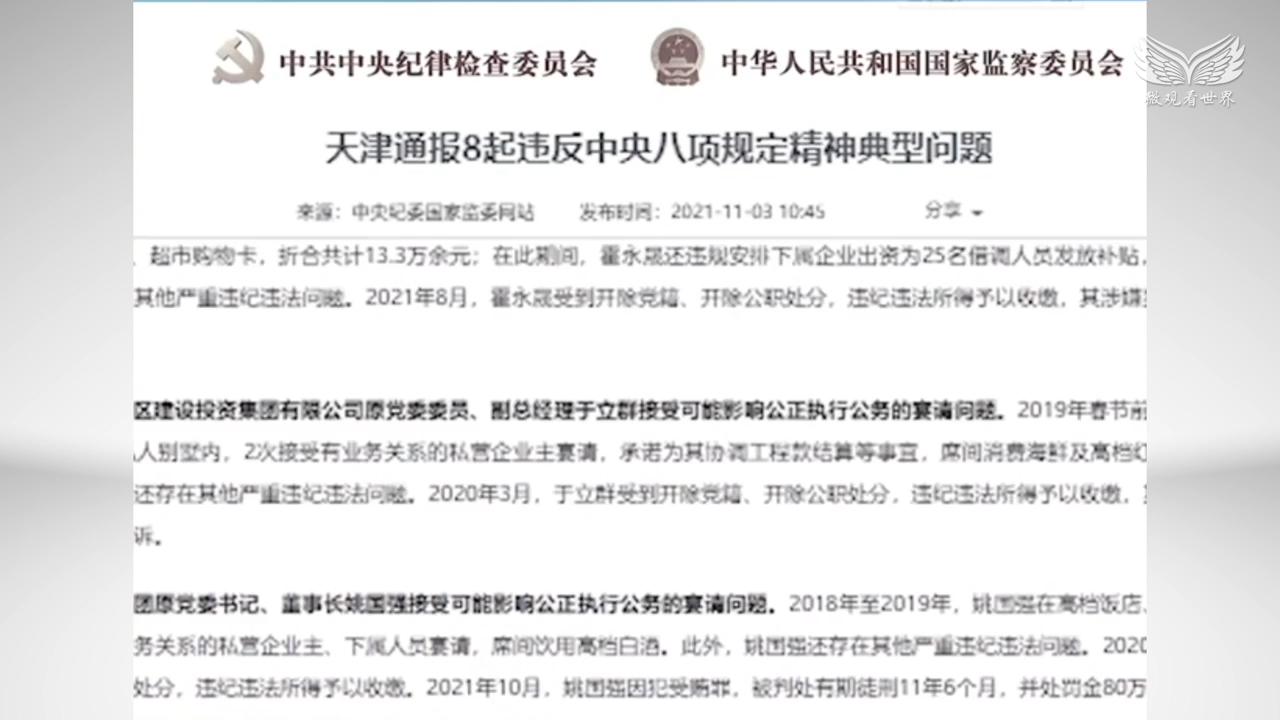 中共中央纪律检查委员会 中华人民共和国国家监察委员会
微观看世界
天津通报8起违反中央八项规定精神典型问题
来源：中央纪委国家监委网站 发布时间：2021-11-03 10:45 分享
、超市购物卡，折合共计13.3万余元；在此期间，霍永晟还违规安排下属企业出资为25名借调人员发放补贴，
其他严重违纪违法问题。2021年8月，霍永晟受到开除党籍、开除公职处分，违纪违法所得予以收缴，其涉嫌
区建设投资集团有限公司原党委委员、副总经理于立群接受可能影响公正执行公务的宴请问题。2019年春节前
人别墅内，2次接受有业务关系的私营企业主宴请，承诺为其协调工程款结算等事宜，席间消费海鲜及高档红
还存在其他严重违纪违法问题。2020年3月，于立群受到开除党籍、开除公职处分，违纪违法所得予以收缴，
诉。
团原党委书记、董事长姚国强接受可能影响公正执行公务的宴请问题。2018年至2019年，姚国强在高档饭店、
务关系的私营企业主、下属人员宴请，席间饮用高档白酒。此外，姚国强还存在其他严重违纪违法问题。2020
处分，违纪违法所得予以收缴。2021年10月，姚国强因犯受贿罪，被判处有期徒刑11年6个月，并处罚金80万